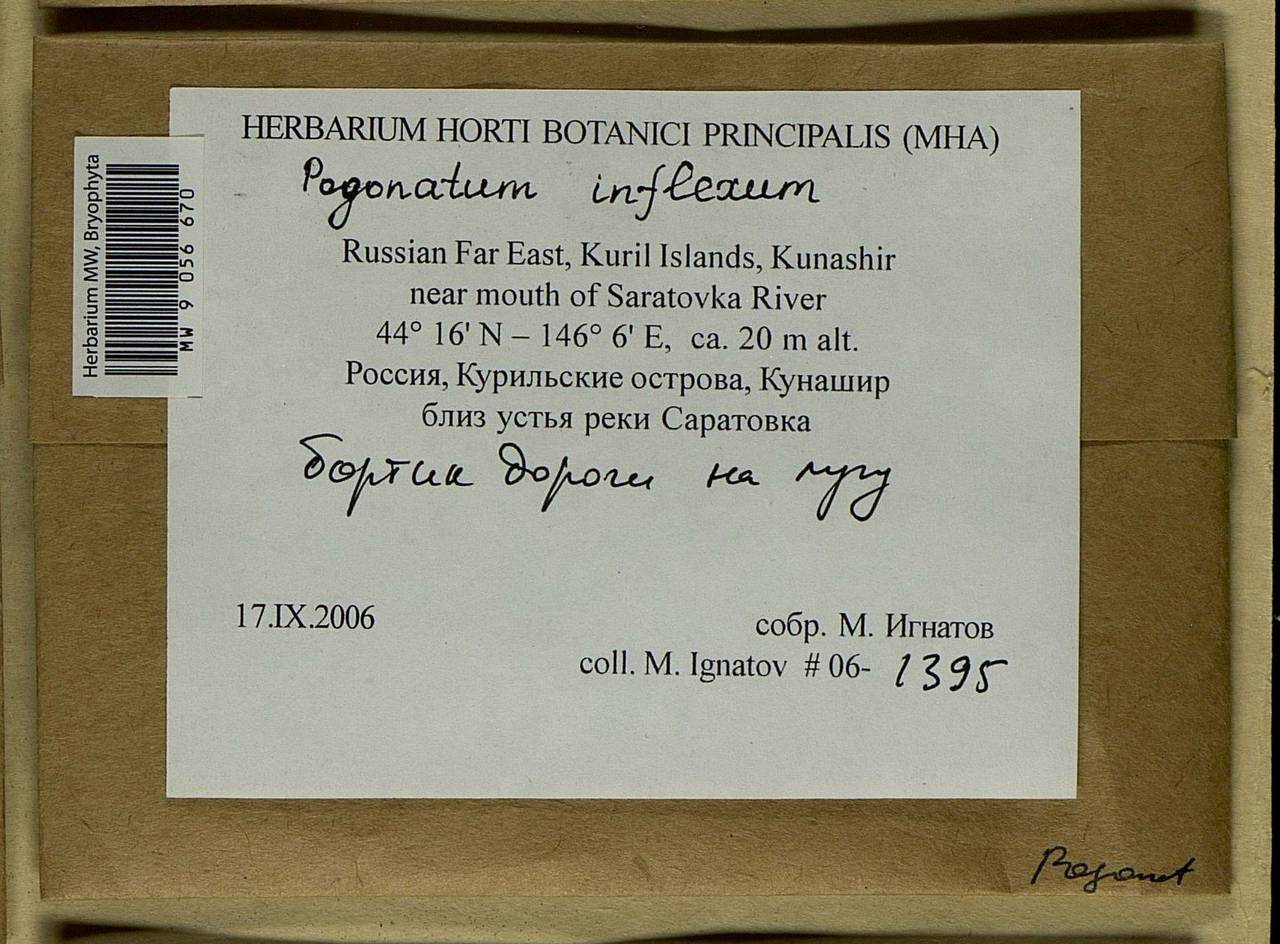 HERBARIUM HORTI BOTANICI PRINCIPALIS (MHA)
Pogonatum inflexum
Russian Far East, Kuril Islands, Kunashir
near mouth of Saratovka River
44° 16' N – 146° 6' E, ca. 20 m alt.
Россия, Курильские острова, Кунашир
близ устья реки Саратовка
бортик дороги на лугу
17.IX.2006
собр. М. Игнатов
coll. M. Ignatov # 06- 1395
Herbarium MW, Bryophyta
MW 9 056 670
Pogonat